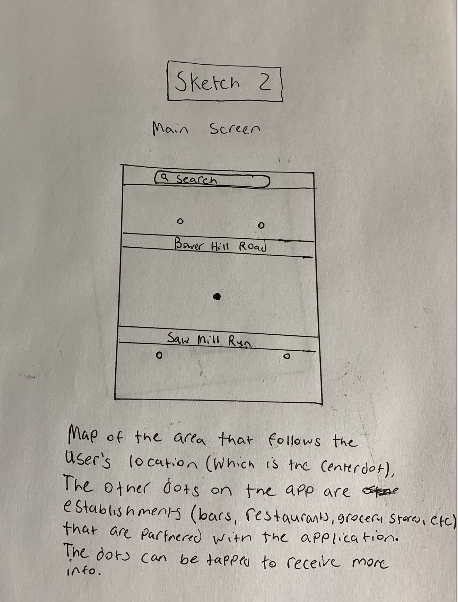 Sketch 2
Main Screen
Search
Bower Hill Road
Saw Mill Run
Map of the area that follows the
User's location (which is the centerdot),
The other dots on the app are
establishments (bars, restaurants, grocery stores, etc)
that are partnered with the application.
The dots can be tapped to receive more
info.